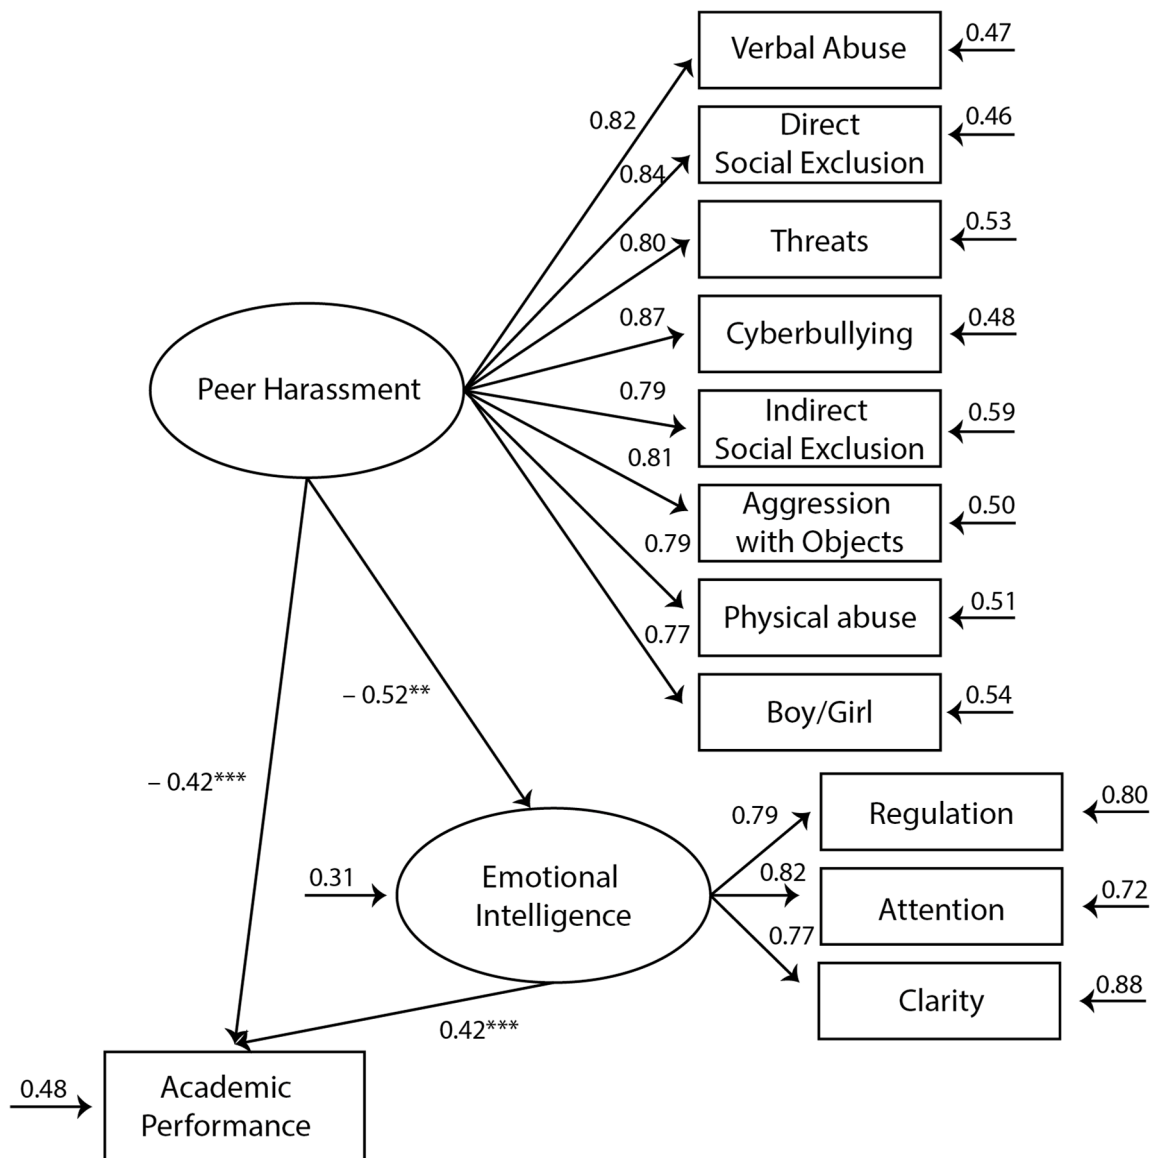 Verbal Abuse
0.47
0.82
Direct
Social Exclusion
0.46
0.84
Threats
0.53
0.80
Cyberbullying
0.48
0.87
Peer Harassment
Indirect
Social Exclusion
0.59
0.79
Aggression
with Objects
0.50
0.81
Physical abuse
0.51
0.79
Boy/Girl
0.54
0.77
– 0.52**
– 0.42***
Regulation
0.80
0.79
Emotional
Intelligence
0.31
Attention
0.72
0.82
Clarity
0.88
0.77
0.42***
Academic
Performance
0.48